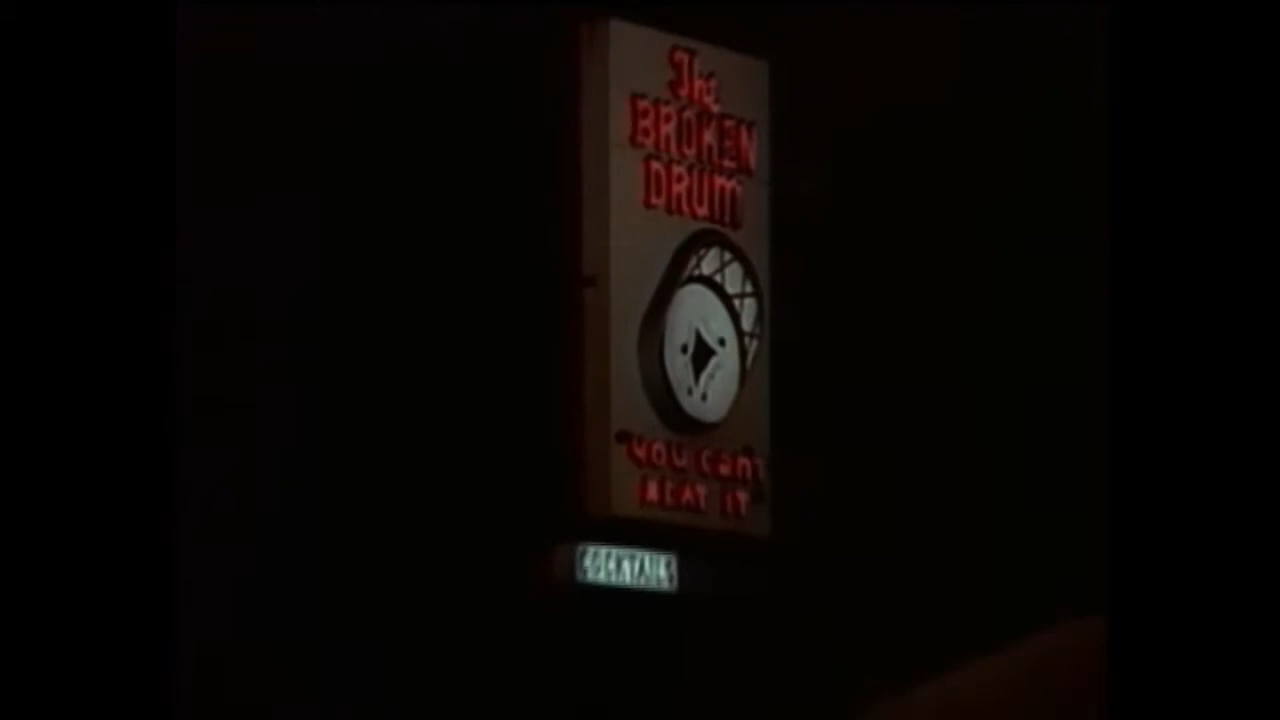 The
BROKEN
DRUM
"You can't
BEAT IT"
COCKTAILS